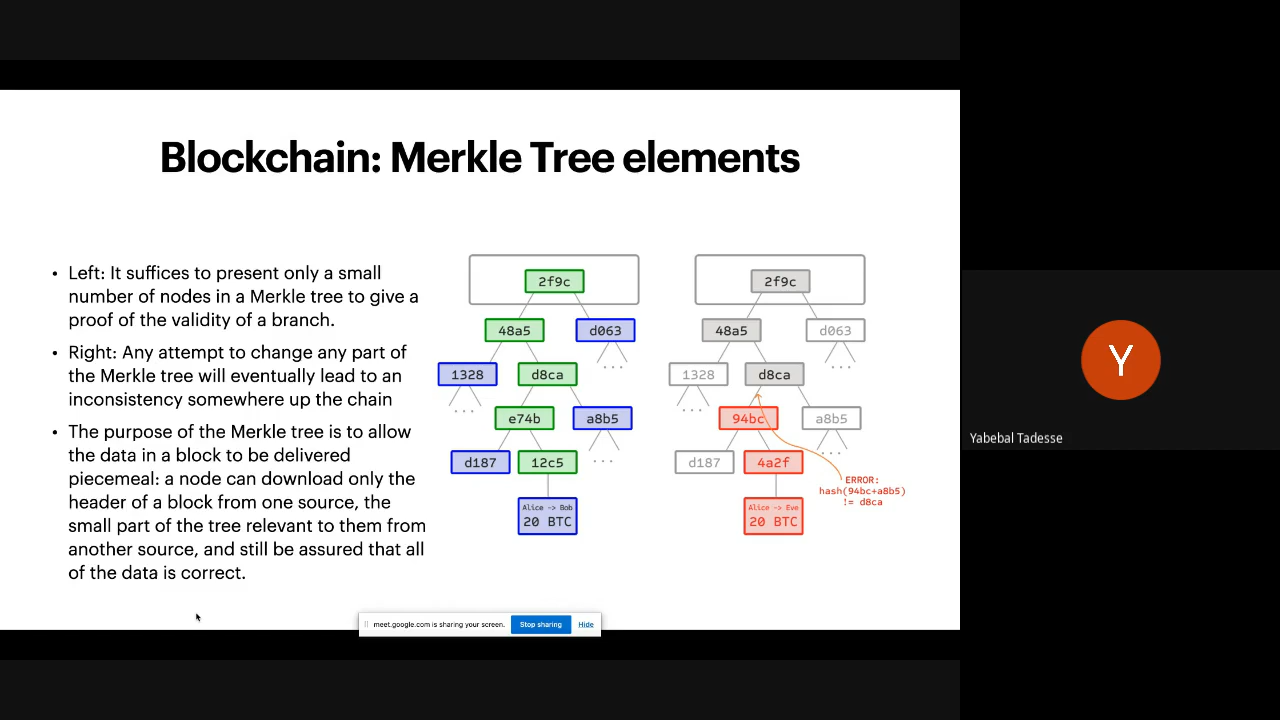 Blockchain: Merkle Tree elements
• Left: It suffices to present only a small
number of nodes in a Merkle tree to give a
proof of the validity of a branch.
• Right: Any attempt to change any part of
the Merkle tree will eventually lead to an
inconsistency somewhere up the chain
• The purpose of the Merkle tree is to allow
the data in a block to be delivered
piecemeal: a node can download only the
header of a block from one source, the
small part of the tree relevant to them from
another source, and still be assured that all
of the data is correct.
2f9c
48a5 d063
1328 d8ca
... e74b a8b5
...
d187 12c5 ...
Alice -> Bob
20 BTC
2f9c
48a5 d063
1328 d8ca ...
... 94bc a8b5
d187 4a2f ...
Alice -> Eve
20 BTC
ERROR:
hash(94bc+a8b5)
!= d8ca
meet.google.com is sharing your screen. Stop sharing Hide
Y
Yabebal Tadesse